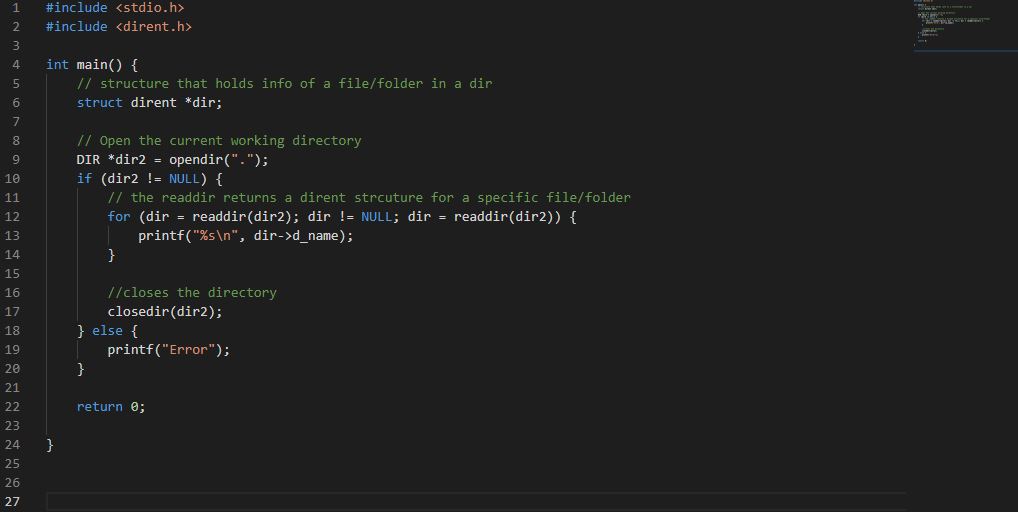 1 #include <stdio.h>
2 #include <dirent.h>
3
4 int main() {
5     // structure that holds info of a file/folder in a dir
6     struct dirent *dir;
7
8     // Open the current working directory
9     DIR *dir2 = opendir(".");
10     if (dir2 != NULL) {
11         // the readdir returns a dirent strcuture for a specific file/folder
12         for (dir = readdir(dir2); dir != NULL; dir = readdir(dir2)) {
13             printf("%s\n", dir->d_name);
14         }
15
16         //closes the directory
17         closedir(dir2);
18     } else {
19         printf("Error");
20     }
21
22     return 0;
23
24 }
25
26
27